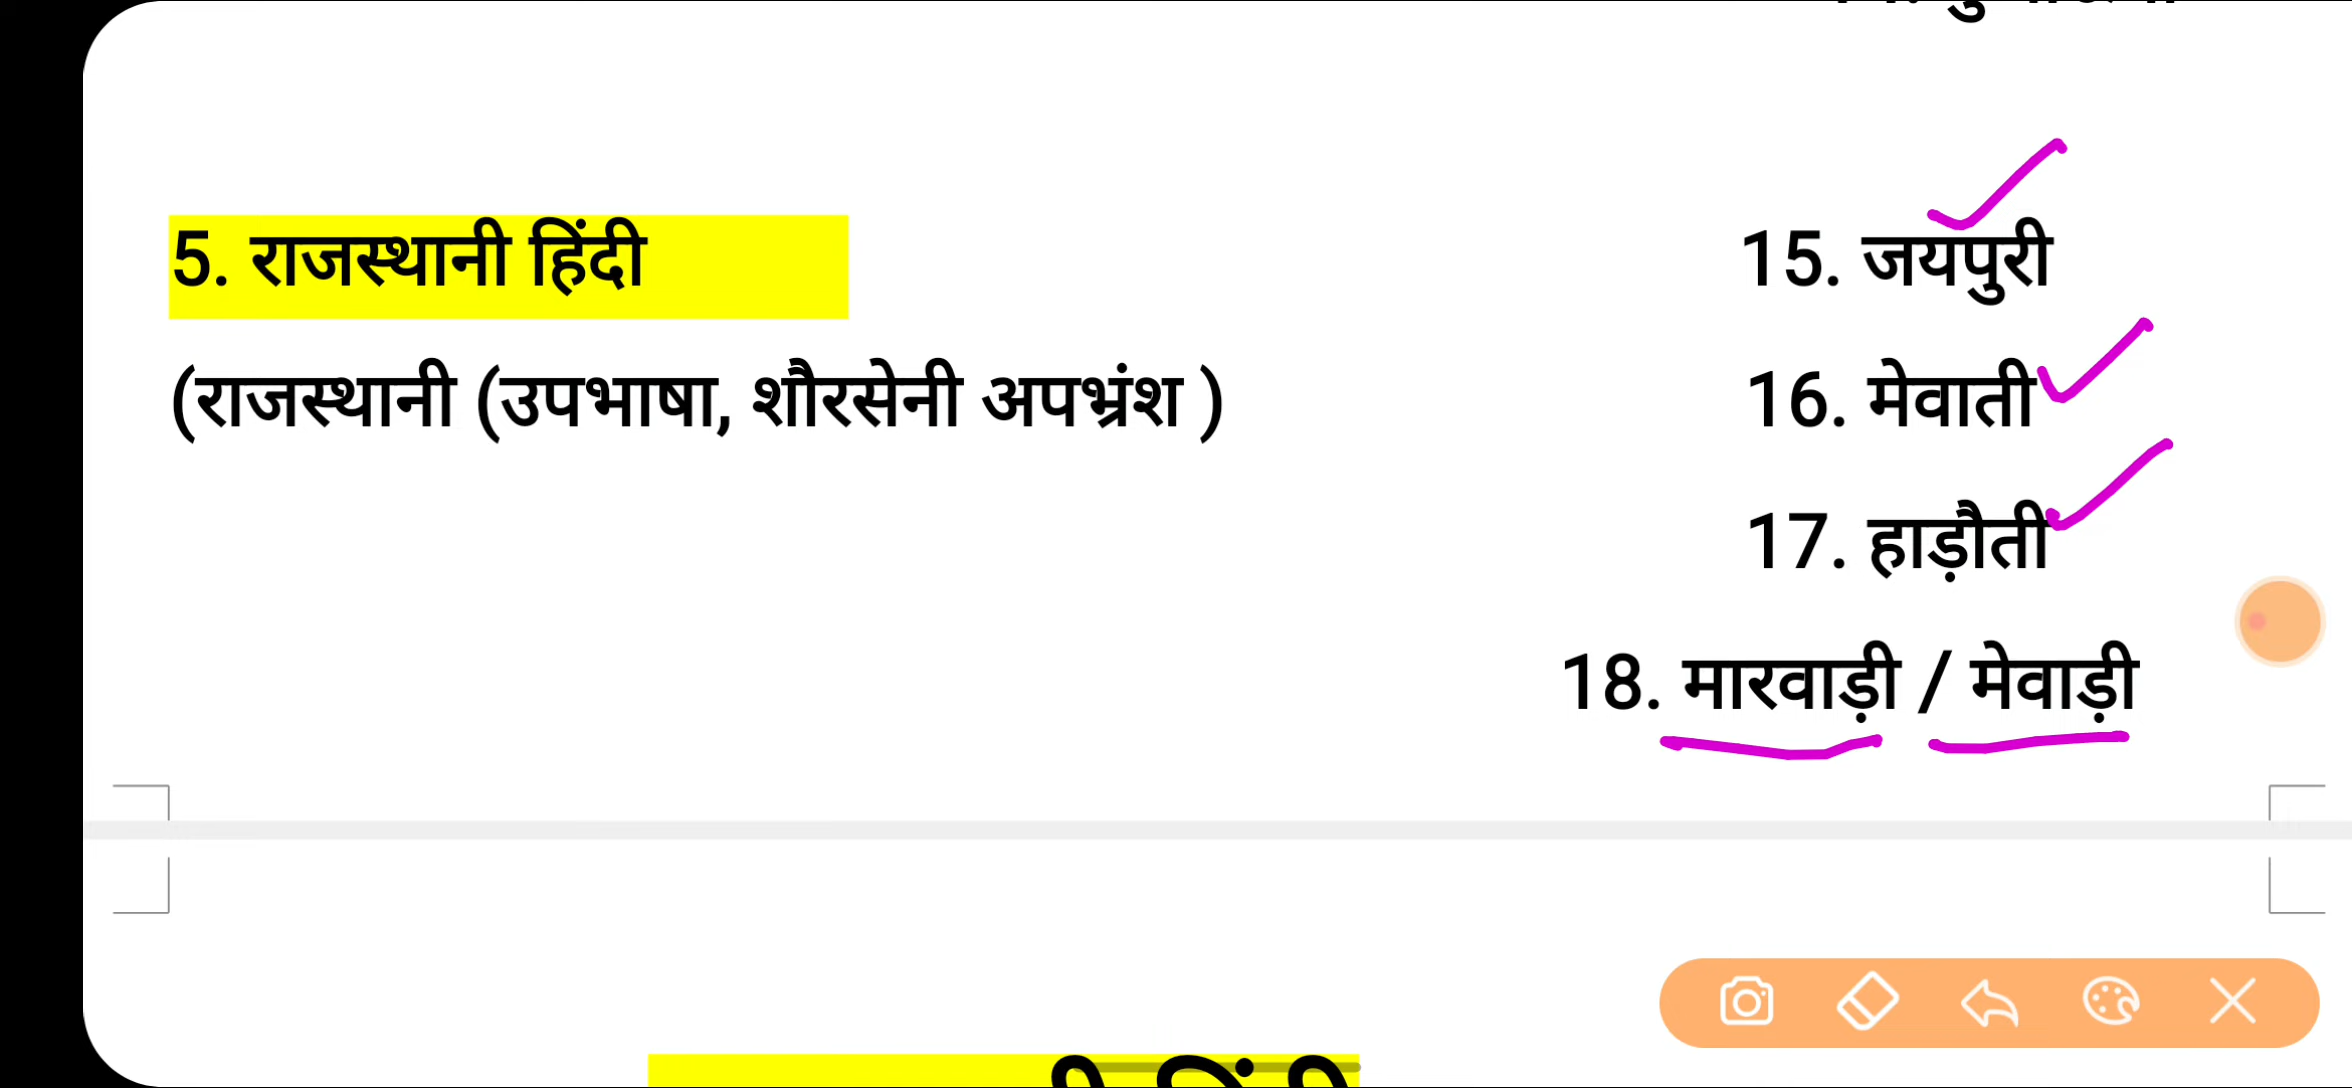 5. राजस्थानी हिंदी
15. जयपुरी
(राजस्थानी (उपभाषा, शौरसेनी अपभ्रंश )
16. मेवाती
17. हाड़ौती
18. मारवाड़ी / मेवाड़ी